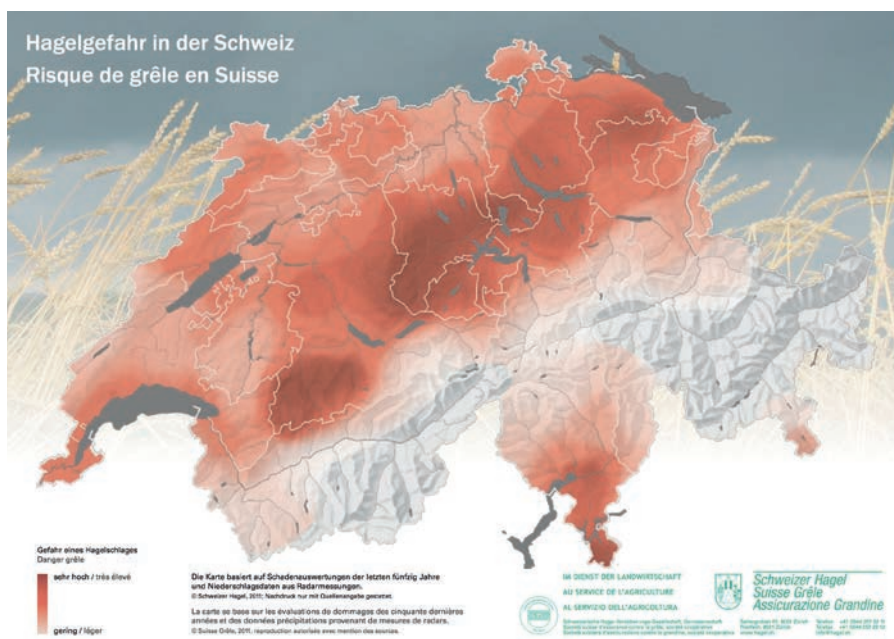 Hagelgefahr in der Schweiz
Risque de grêle en Suisse
Gefahr eines Hagelschlages
Danger grêle
sehr hoch / très élevé
gering / léger
Die Karte basiert auf Schadenauswertungen der letzten fünfzig Jahre
und Niederschlagsdaten aus Radarmessungen.
© Schweizer Hagel, 2011; Nachdruck nur mit Quellenangabe gestattet.
La carte se base sur les évaluations de dommages des cinquante dernières
années et des données précipitations provenant de mesures de radars.
© Suisse Grêle, 2011; reproduction autorisée avec mention des sources.
IM DIENST DER LANDWIRTSCHAFT
AU SERVICE DE L'AGRICULTURE
AL SERVIZIO DELL'AGRICOLTURA
Schweizer Hagel
Suisse Grêle
Assicurazione Grandine